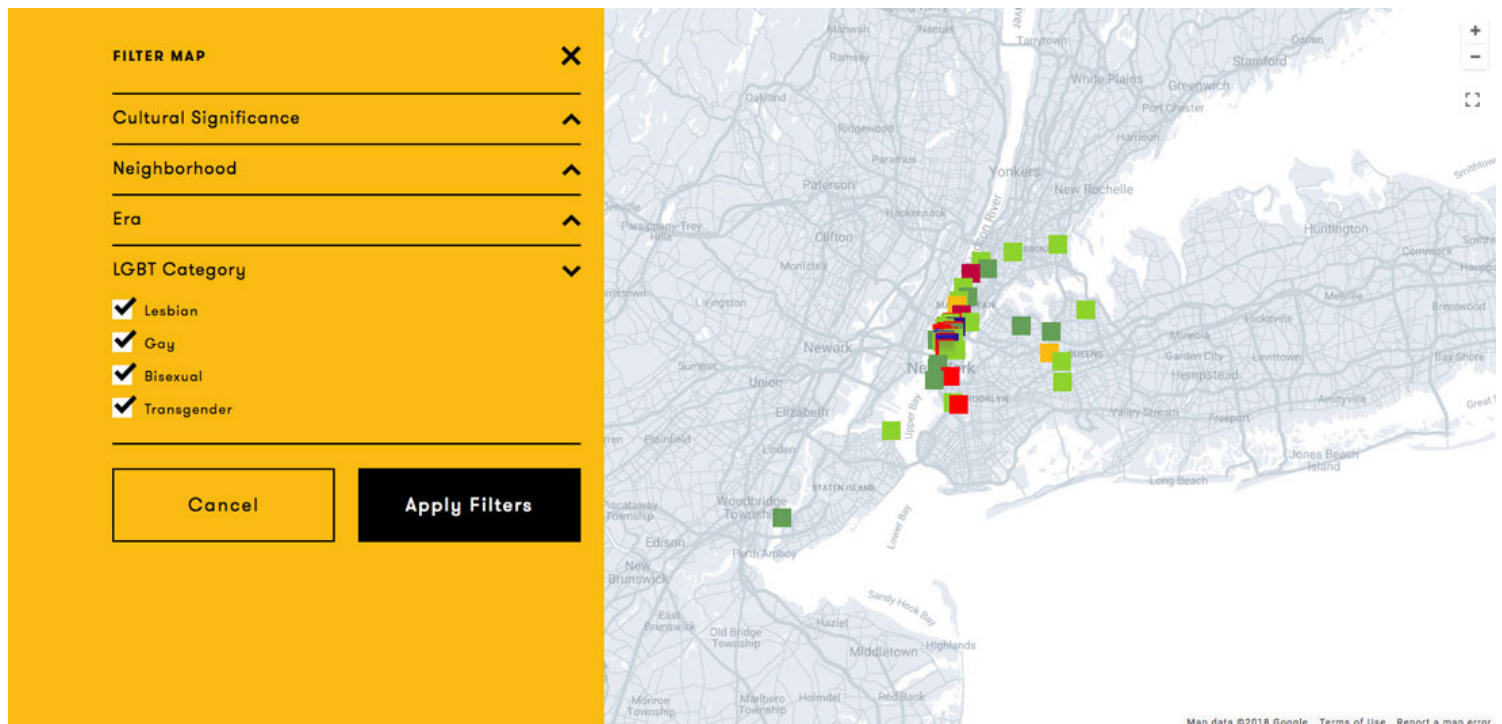 FILTER MAP
Cultural Significance
Neighborhood
Era
LGBT Category
Lesbian
Gay
Bisexual
Transgender
Cancel
Apply Filters
Mahwah
Nanuet
Tarrytown
Ramsey
White Plains
Stamford
Greenwich
Oakland
Port Chester
Ridgewood
Harrison
Paramus
Yonkers
Paterson
New Rochelle
Hackensack
Parsippany-Troy
Hills
Clifton
Huntington
Commack
Montclair
Livingston
Melville
Brentwood
Hicksville
Mineola
Newark
QUEENS
Garden City
Levittown
Bay Shore
Summit
Hempstead
Union
BROOKLYN
Amityville
Elizabeth
Upper Bay
Valley Stream
Freeport
Plainfield
Linden
Jones Beach
Island
Long Beach
STATEN ISLAND
Piscataway
Township
Woodbridge
Lower Bay
Edison
Perth Amboy
New
Brunswick
Sandy Hook Bay
East
Brunswick
Old Bridge
Township
Hazlet
Middletown
Highlands
Monroe
Township
Marlboro
Township
Holmdel
Red Bank
Map data ©2018 Google
Terms of Use
Report a map error